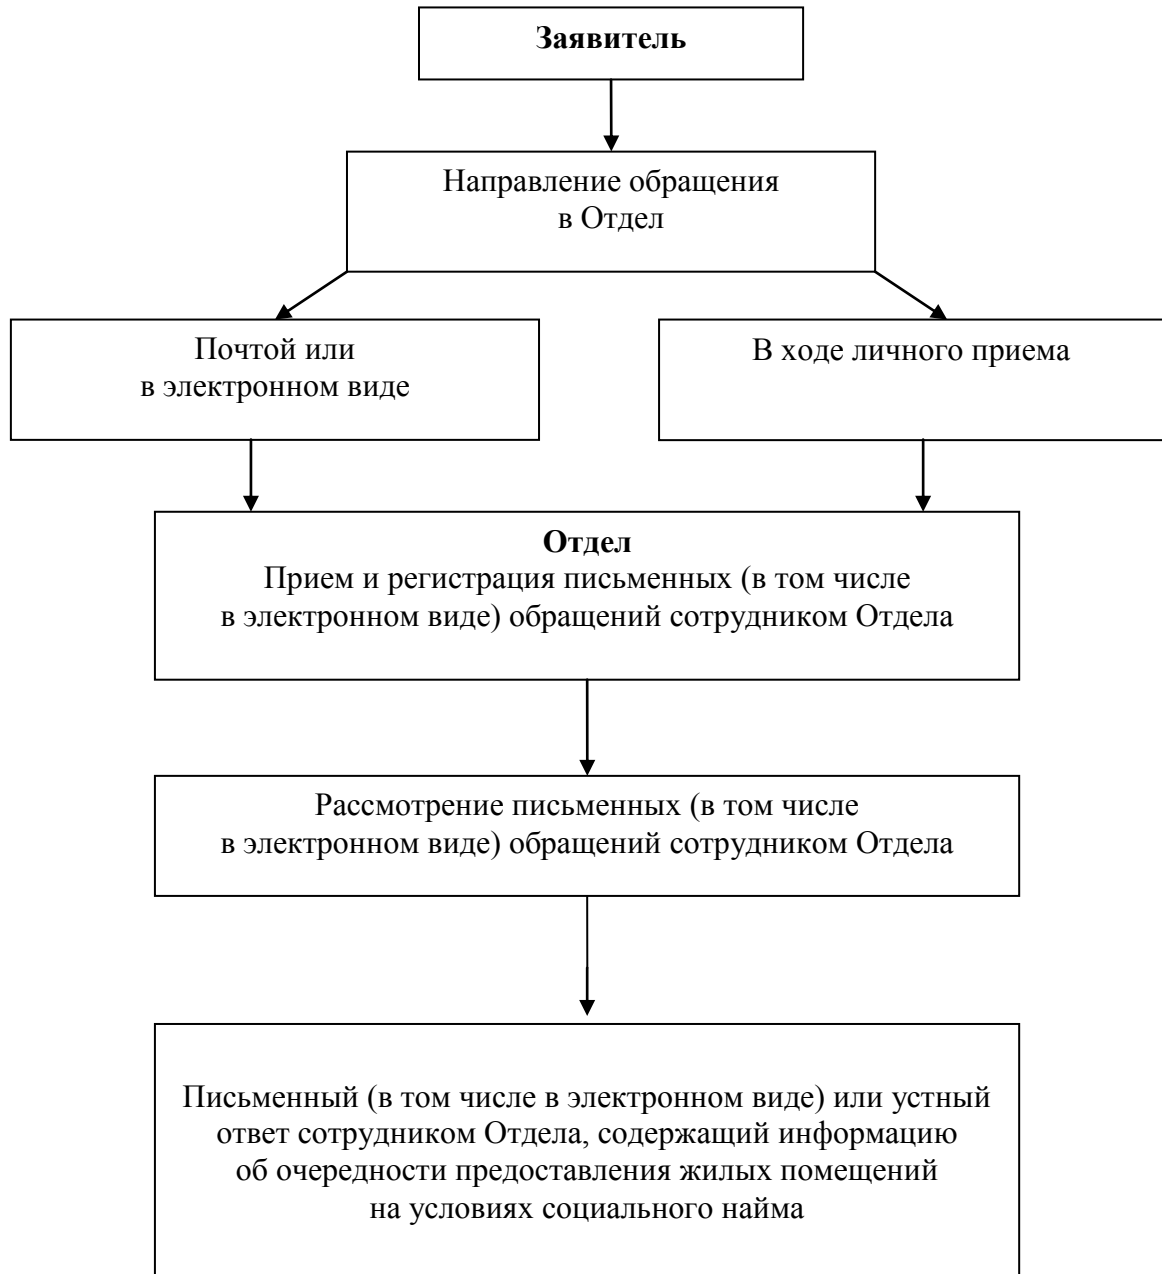 Заявитель
Направление обращения
в Отдел
Почтой или
в электронном виде
В ходе личного приема
Отдел
Прием и регистрация письменных (в том числе
в электронном виде) обращений сотрудником Отдела
Рассмотрение письменных (в том числе
в электронном виде) обращений сотрудником Отдела
Письменный (в том числе в электронном виде) или устный
ответ сотрудником Отдела, содержащий информацию
об очередности предоставления жилых помещений
на условиях социального найма